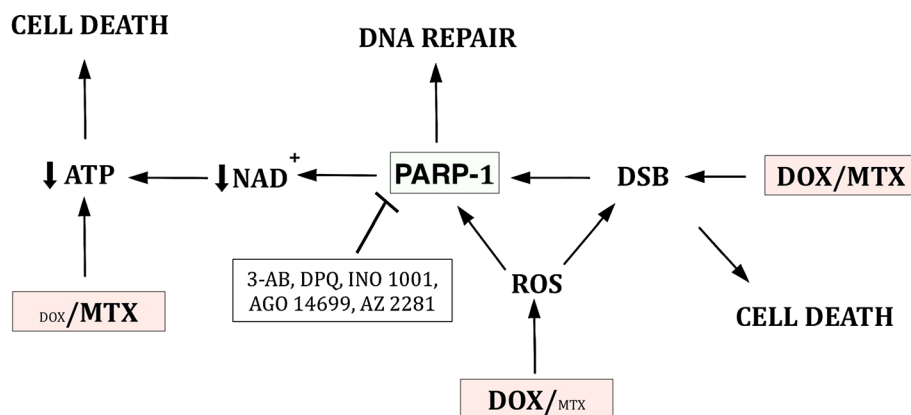 CELL DEATH
DNA REPAIR
⬇ATP
⬇NAD+
PARP-1
DSB
DOX/MTX
3-AB, DPQ, INO 1001,
AGO 14699, AZ 2281
ROS
DOX/MTX
CELL DEATH
DOX/MTX